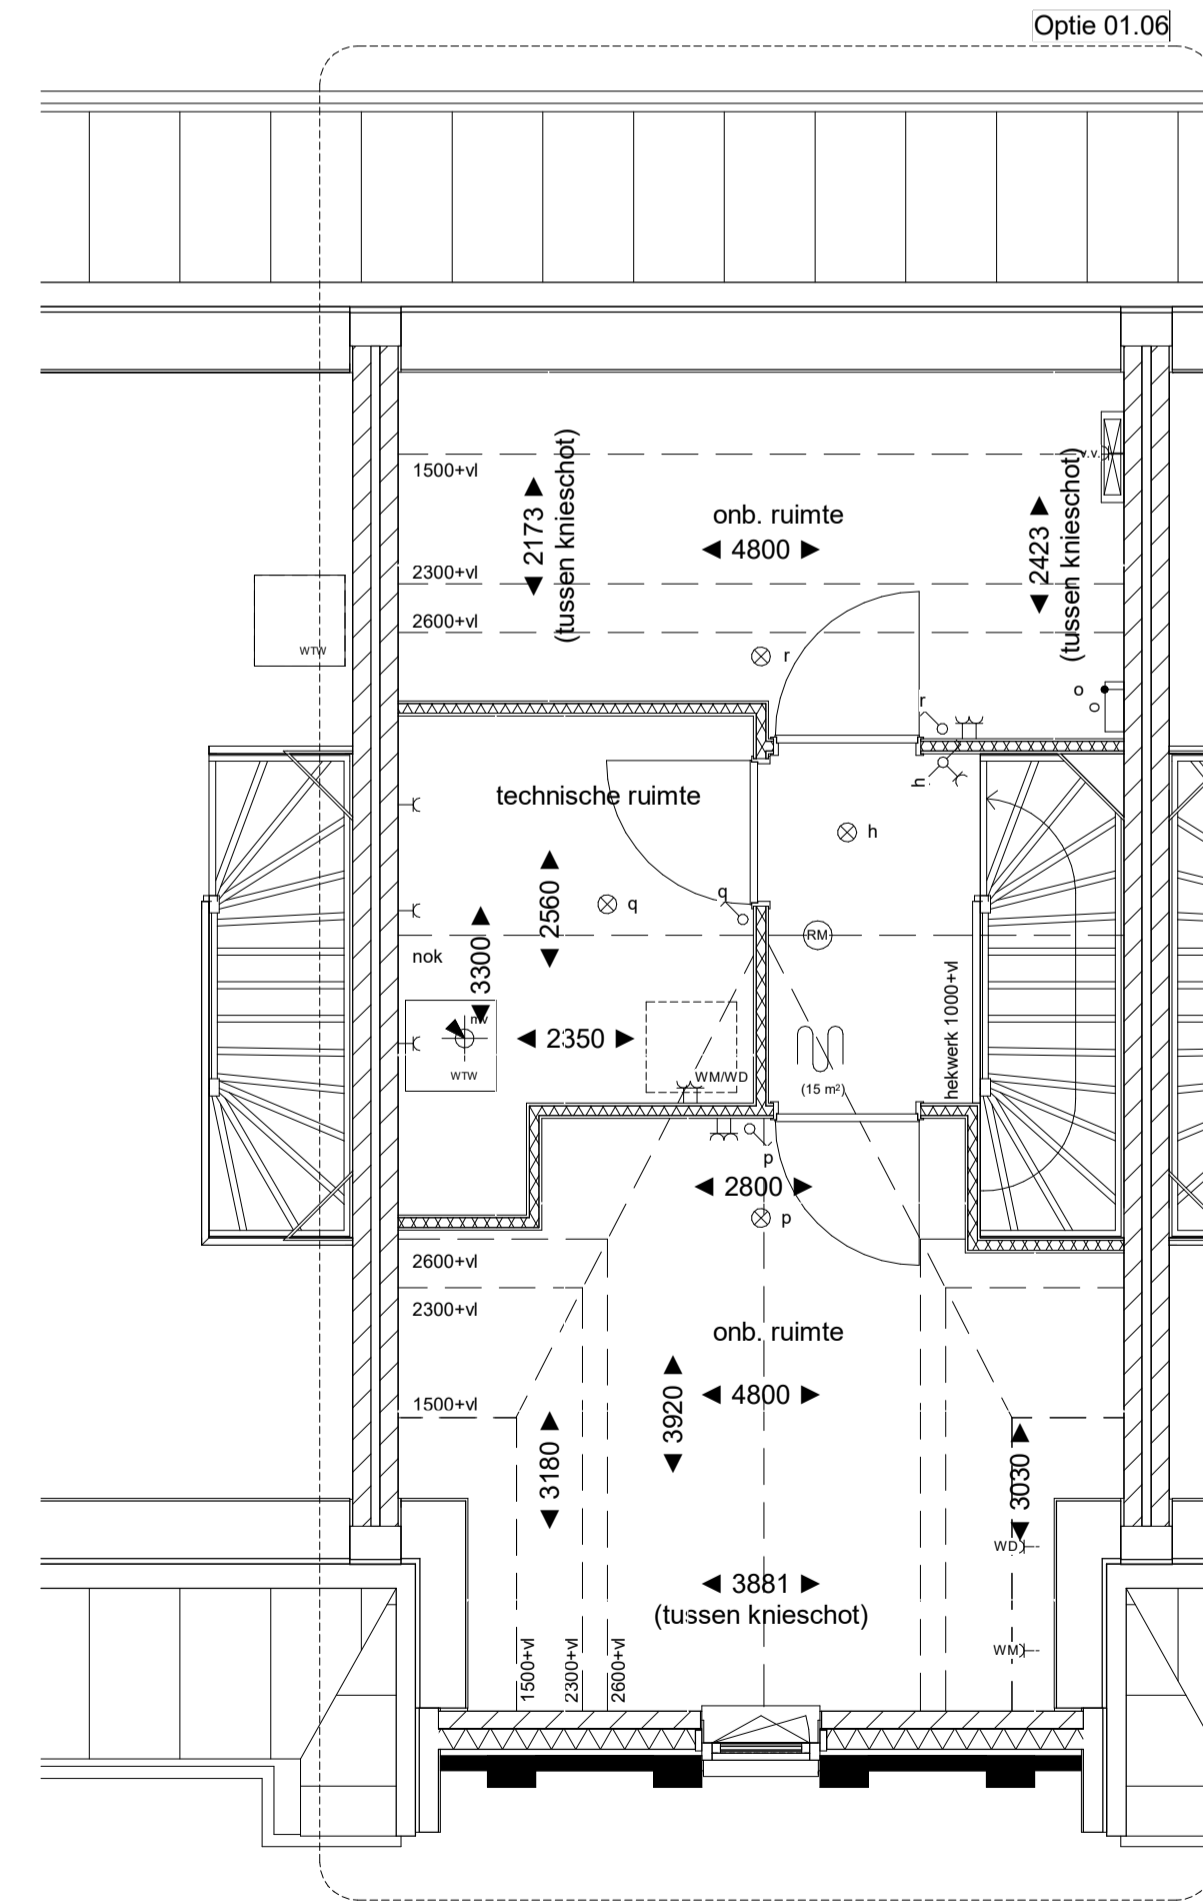 Optie 01.06
1500+vl
2173
(tussen knieschot)
onb. ruimte
4800
2423
(tussen knieschot)
v.v.
2300+vl
2600+vl
WTW
r
r
o
o
h
technische ruimte
h
2560
q
q
RM
nok
3300
hekwerk 1000+vl
mv
2350
WTW
WM/WD
(15 m²)
p
2800
p
2600+vl
2300+vl
onb. ruimte
1500+vl
3920
4800
3180
3030
WD
3881
(tussen knieschot)
WM
1500+vl
2300+vl
2600+vl